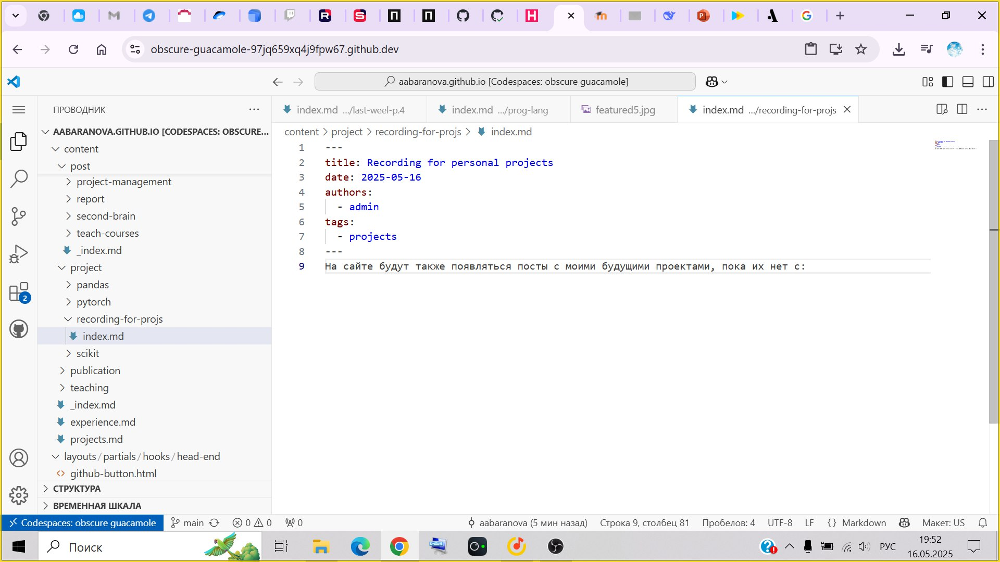 obscure-guacamole-97jq659xq4j9fpw67.github.dev
aabaranova.github.io [Codespaces: obscure guacamole]
ПРОВОДНИК
index.md .../last-weel-p.4
index.md .../prog-lang
featured5.jpg
index.md .../recording-for-projs
AABARANOVA.GITHUB.IO [CODESPACES: OBSCURE...
content
post
project-management
report
second-brain
teach-courses
_index.md
project
pandas
pytorch
recording-for-projs
index.md
scikit
publication
teaching
_index.md
experience.md
projects.md
layouts / partials / hooks / head-end
github-button.html
СТРУКТУРА
ВРЕМЕННАЯ ШКАЛА
2
content > project > recording-for-projs > index.md
1 ---
2 title: Recording for personal projects
3 date: 2025-05-16
4 authors:
5 - admin
6 tags:
7 - projects
8 ---
9 На сайте будут также появляться посты с моими будущими проектами, пока их нет с:
Codespaces: obscure guacamole
main
0 0
0
aabaranova (5 мин назад)
Строка 9, столбец 81
Пробелов: 4
UTF-8
LF
{ } Markdown
Макет: US
Поиск
РУС
19:52
16.05.2025